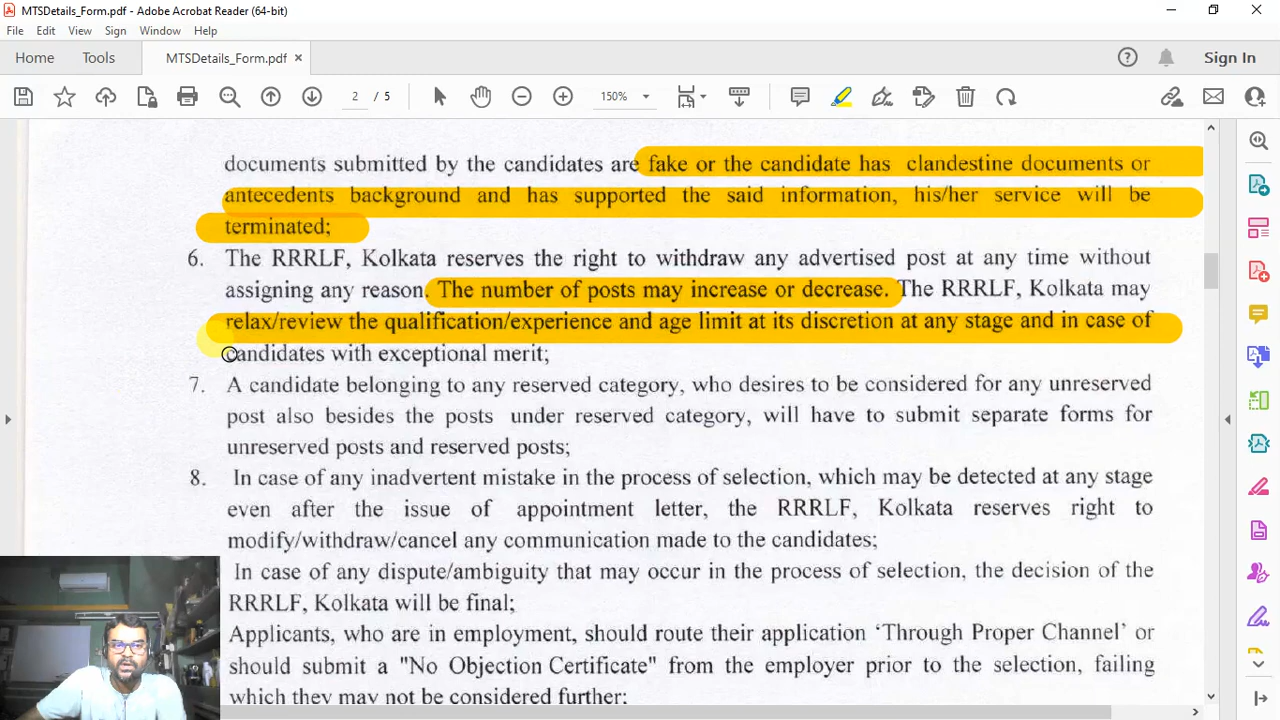 MTSDetails_Form.pdf - Adobe Acrobat Reader (64-bit)
File Edit View Sign Window Help
Home Tools MTSDetails_Form.pdf × Sign In
2 / 5 150%
documents submitted by the candidates are fake or the candidate has clandestine documents or
antecedents background and has supported the said information, his/her service will be
terminated;
6. The RRRLF, Kolkata reserves the right to withdraw any advertised post at any time without
assigning any reason. The number of posts may increase or decrease. The RRRLF, Kolkata may
relax/review the qualification/experience and age limit at its discretion at any stage and in case of
candidates with exceptional merit;
7. A candidate belonging to any reserved category, who desires to be considered for any unreserved
post also besides the posts under reserved category, will have to submit separate forms for
unreserved posts and reserved posts;
8. In case of any inadvertent mistake in the process of selection, which may be detected at any stage
even after the issue of appointment letter, the RRRLF, Kolkata reserves right to
modify/withdraw/cancel any communication made to the candidates;
In case of any dispute/ambiguity that may occur in the process of selection, the decision of the
RRRLF, Kolkata will be final;
Applicants, who are in employment, should route their application 'Through Proper Channel' or
should submit a "No Objection Certificate" from the employer prior to the selection, failing
which they may not be considered further;